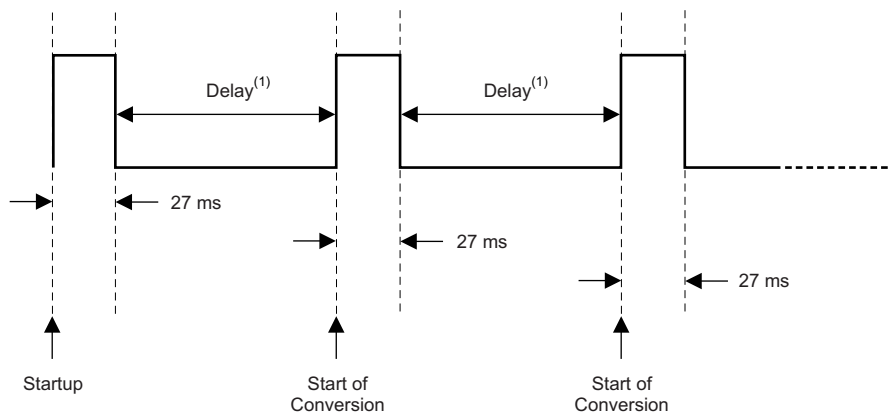 Delay(1)
Delay(1)
27 ms
27 ms
27 ms
Startup
Start of
Conversion
Start of
Conversion